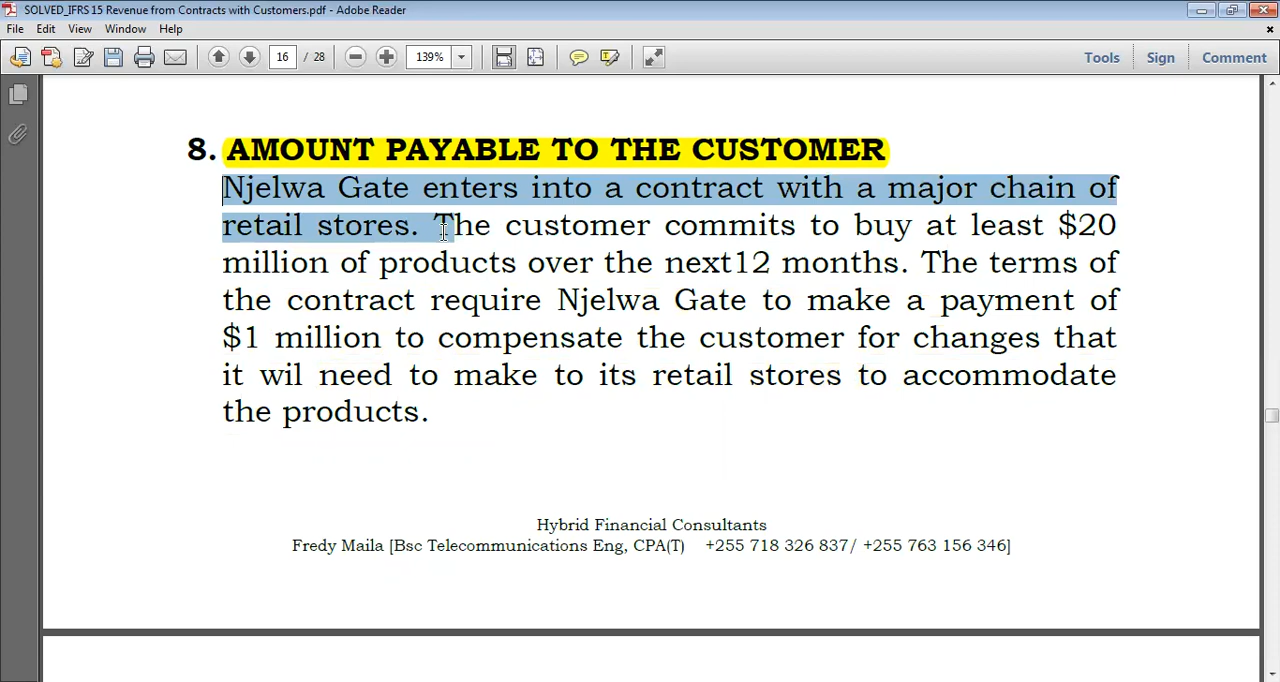 SOLVED_IFRS 15 Revenue from Contracts with Customers.pdf - Adobe Reader
File Edit View Window Help
16 / 28 139% Tools Sign Comment
8. AMOUNT PAYABLE TO THE CUSTOMER
Njelwa Gate enters into a contract with a major chain of
retail stores. The customer commits to buy at least $20
million of products over the next12 months. The terms of
the contract require Njelwa Gate to make a payment of
$1 million to compensate the customer for changes that
it wil need to make to its retail stores to accommodate
the products.
Hybrid Financial Consultants
Fredy Maila [Bsc Telecommunications Eng, CPA(T) +255 718 326 837/ +255 763 156 346]